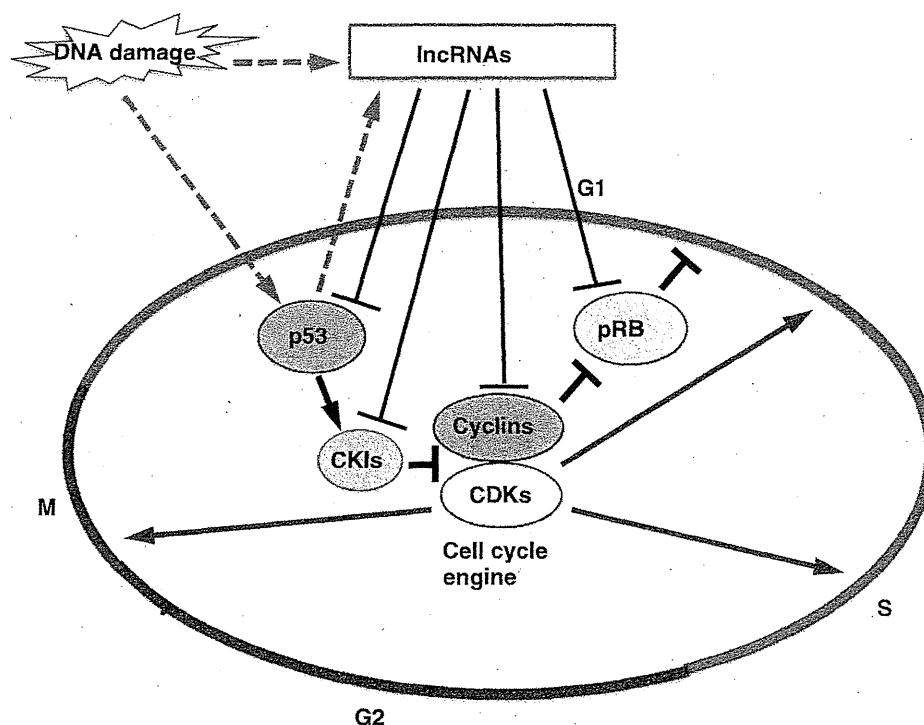 DNA damage
lncRNAs
G1
p53
pRB
Cyclins
CKIs
CDKs
M
Cell cycle
engine
S
G2